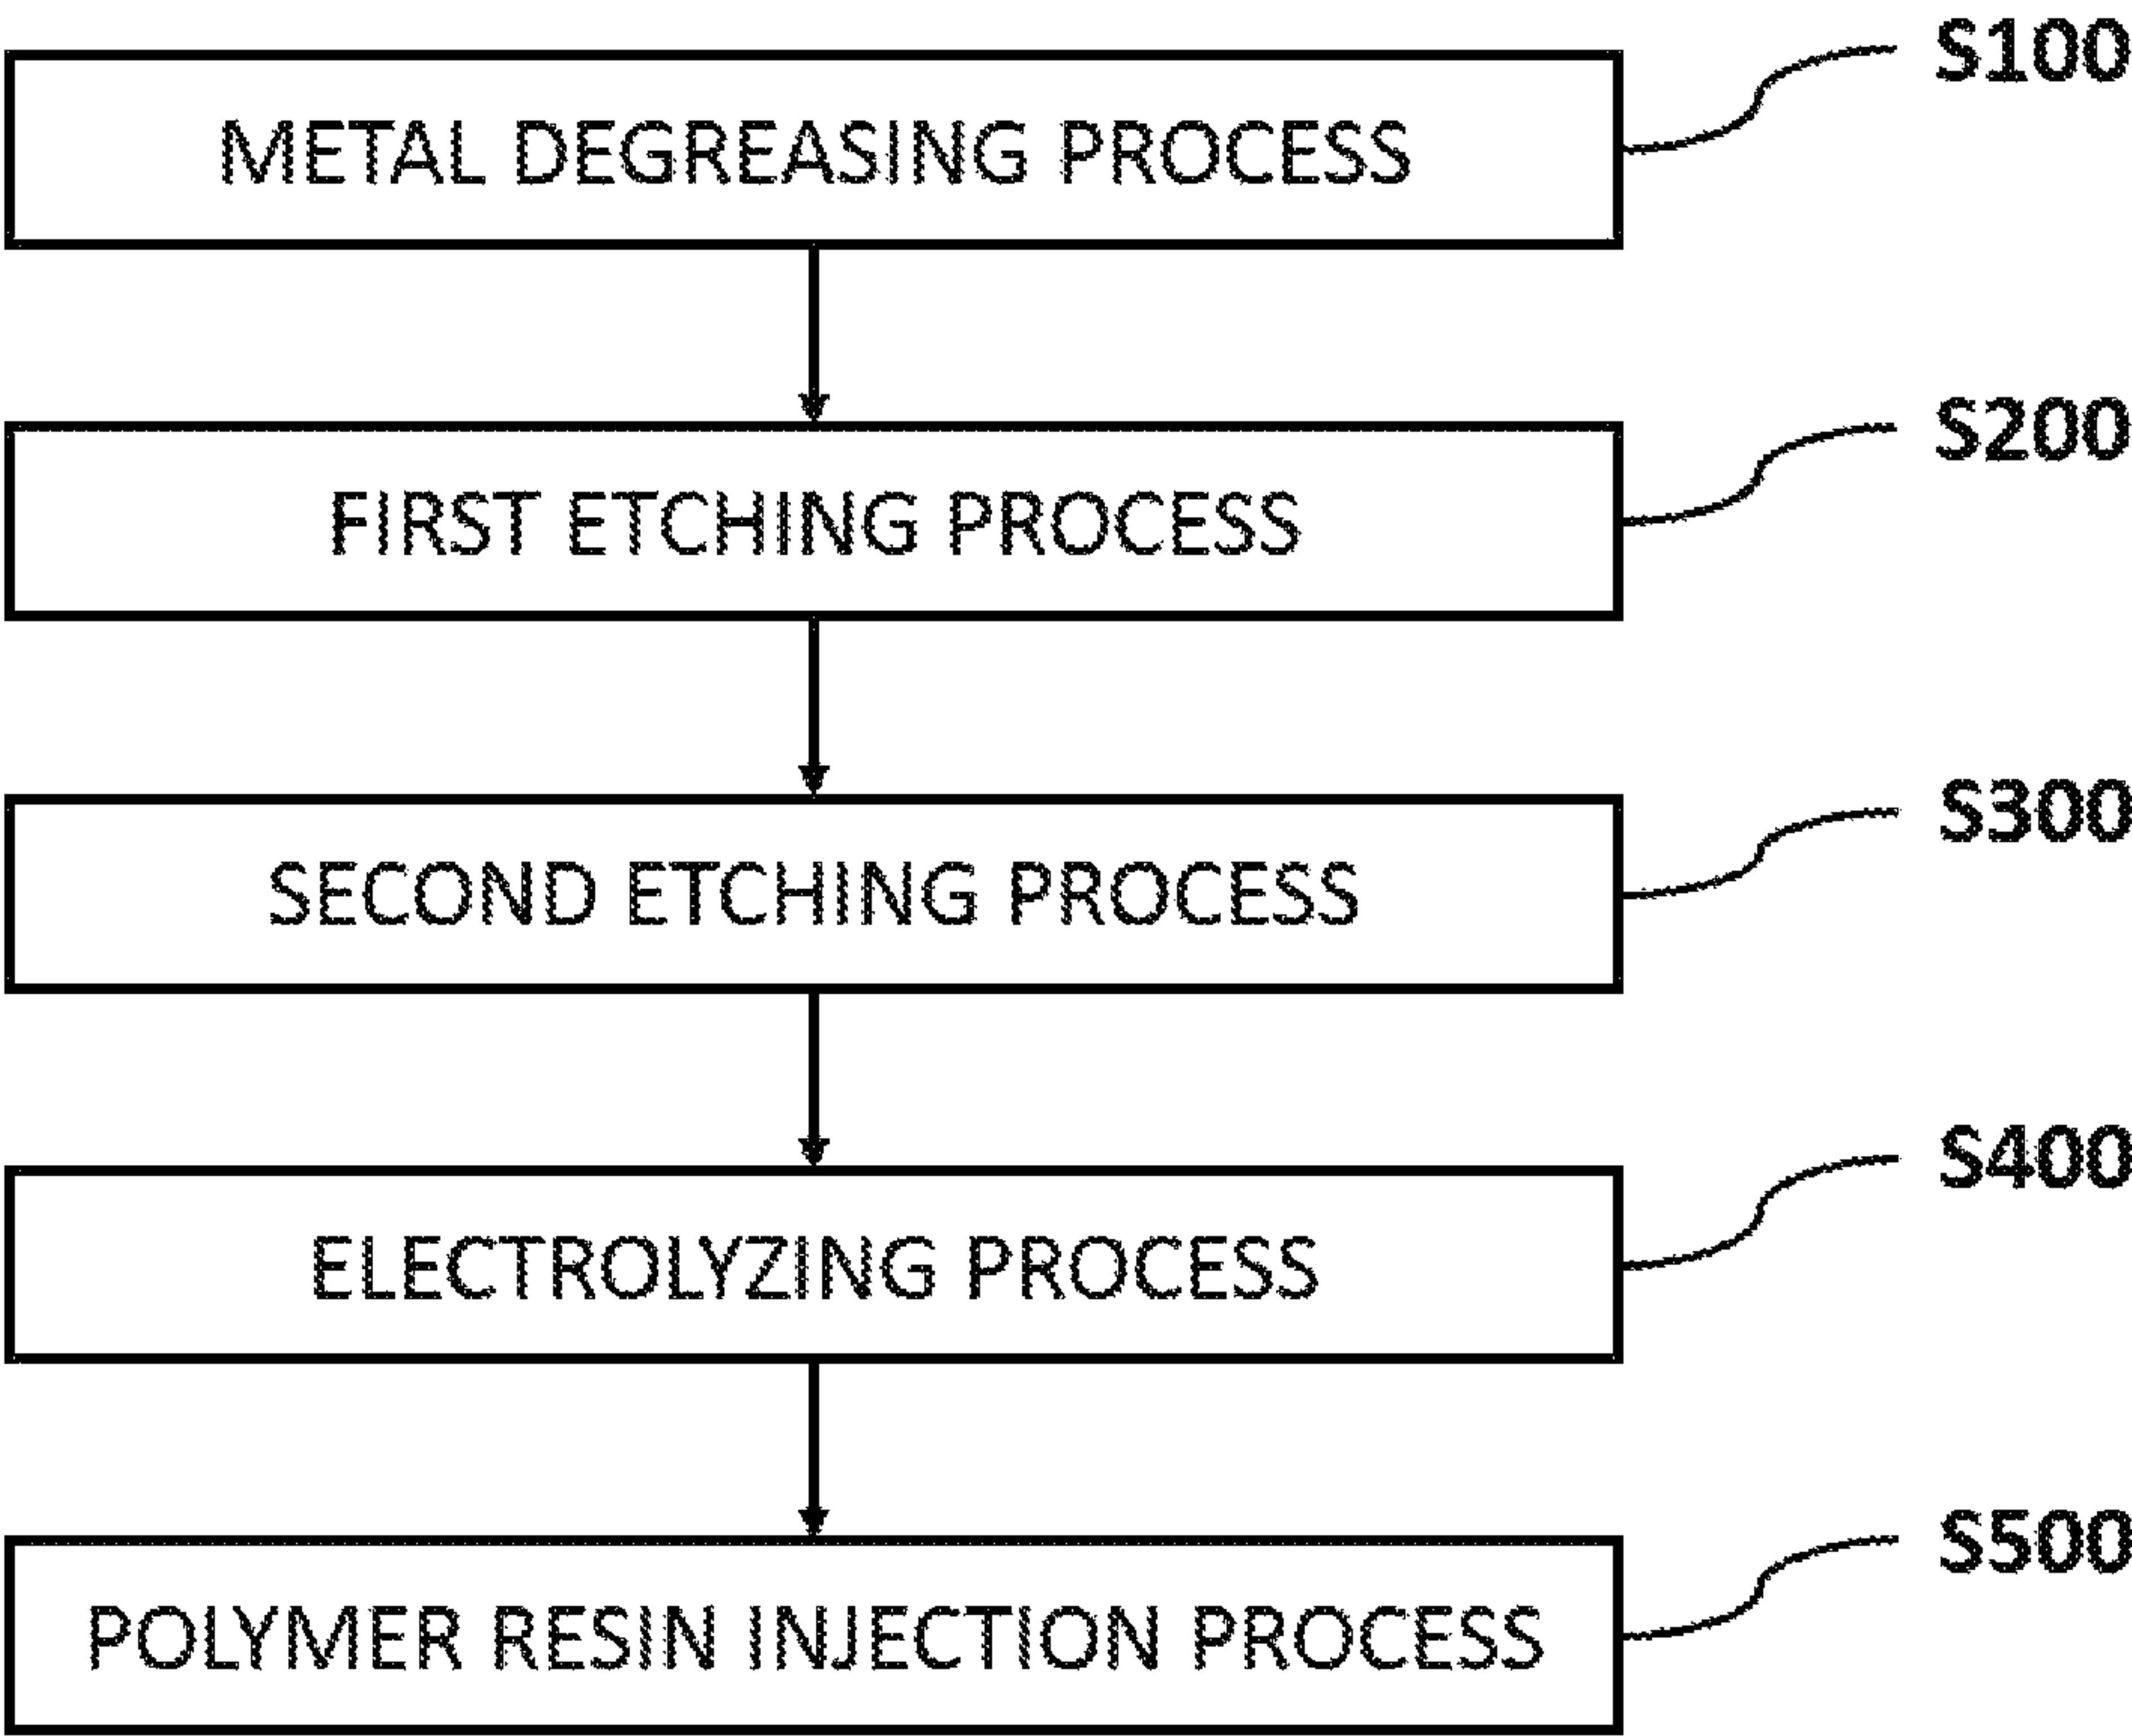 S100
METAL DEGREASING PROCESS
S200
FIRST ETCHING PROCESS
S300
SECOND ETCHING PROCESS
S400
ELECTROLYZING PROCESS
S500
POLYMER RESIN INJECTION PROCESS